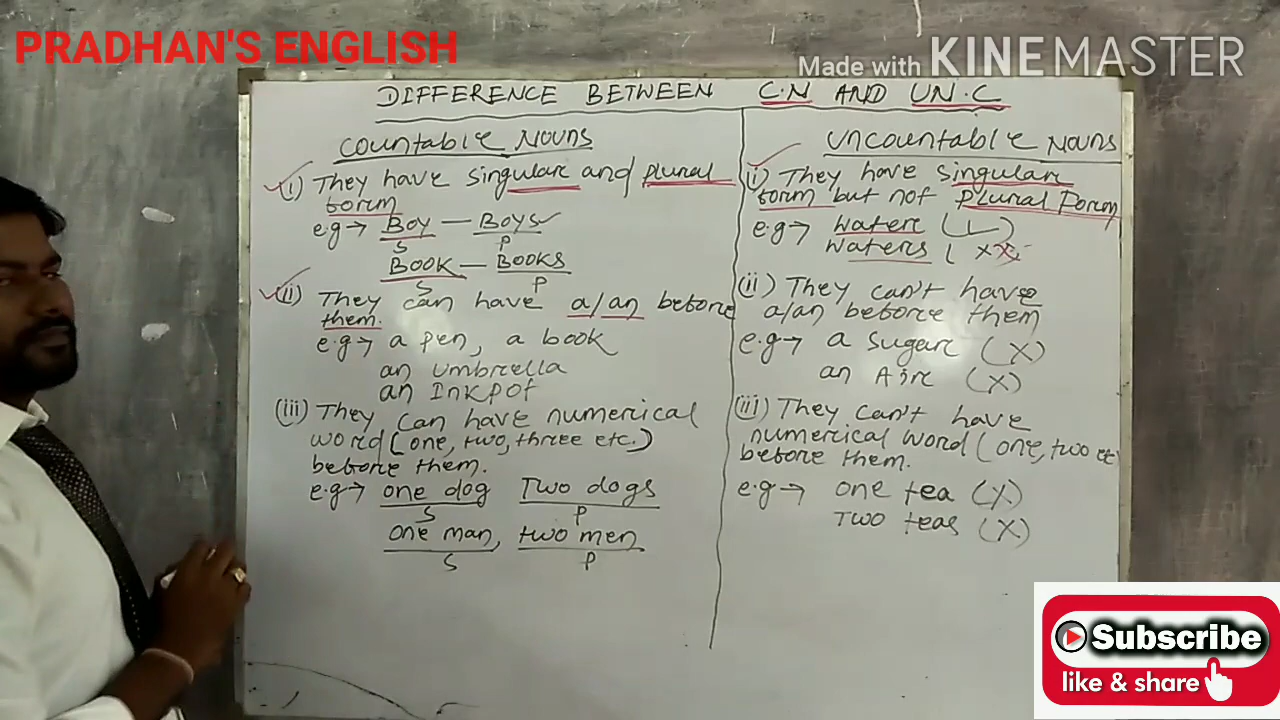 PRADHAN'S ENGLISH
Made with KINEMASTER
DIFFERENCE BETWEEN C.N AND UN.C
COUNTABLE NOUNS
(i) They have singular and plural
form
e.g → BOY — BOYS
S P
BOOK — BOOKS
S P
(ii) They can have a/an before
them.
e.g → a pen, a book
an umbrella
an INKPOT
(iii) They can have numerical
word (one, two, three etc.)
before them.
e.g → one dog Two dogs
S P
one man, two men
S P
UNCOUNTABLE NOUNS
(i) They have singular
form but not plural Form
e.g → water ( )
waters ( X X
(ii) They can't have
a/an before them
e.g → a sugar (X)
an Air (X)
(iii) They can't have
numerical word (one, two etc
before them.
e.g → one tea (X)
Two teas (X)
Subscribe
like & share